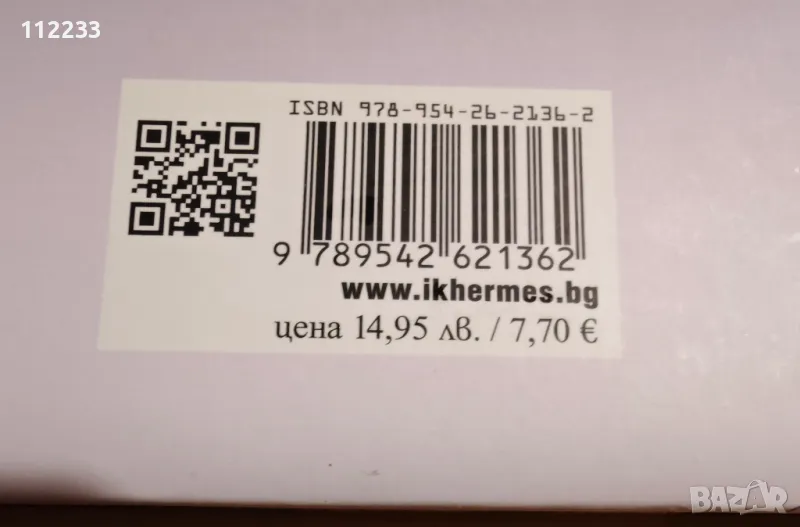 112233
ISBN 978-954-26-2136-2
9 789542 621362
www.ikhermes.bg
цена 14,95 лв. / 7,70 €
BAZAR